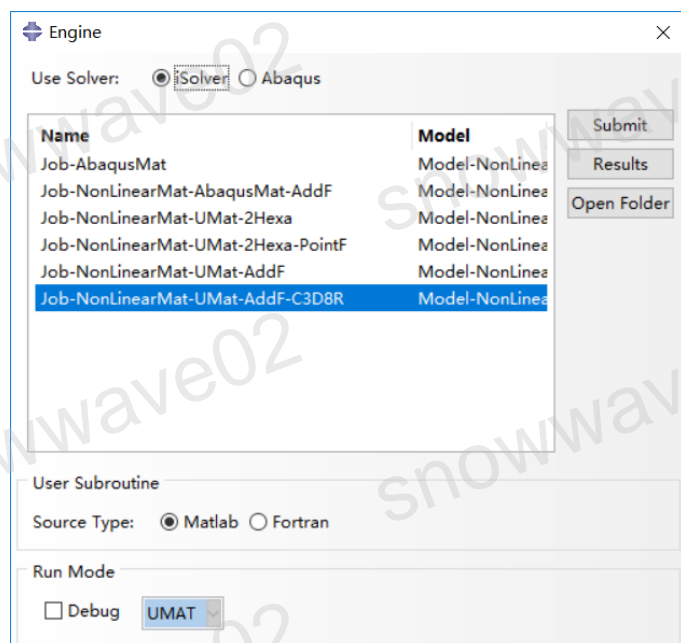 Engine
Use Solver: iSolver Abaqus
Name Model
Job-AbaqusMat Model-NonLinea
Job-NonLinearMat-AbaqusMat-AddF Model-NonLinea
Job-NonLinearMat-UMat-2Hexa Model-NonLinea
Job-NonLinearMat-UMat-2Hexa-PointF Model-NonLinea
Job-NonLinearMat-UMat-AddF Model-NonLinea
Job-NonLinearMat-UMat-AddF-C3D8R Model-NonLinea
Submit
Results
Open Folder
User Subroutine
Source Type: Matlab Fortran
Run Mode
Debug UMAT
snowwave02